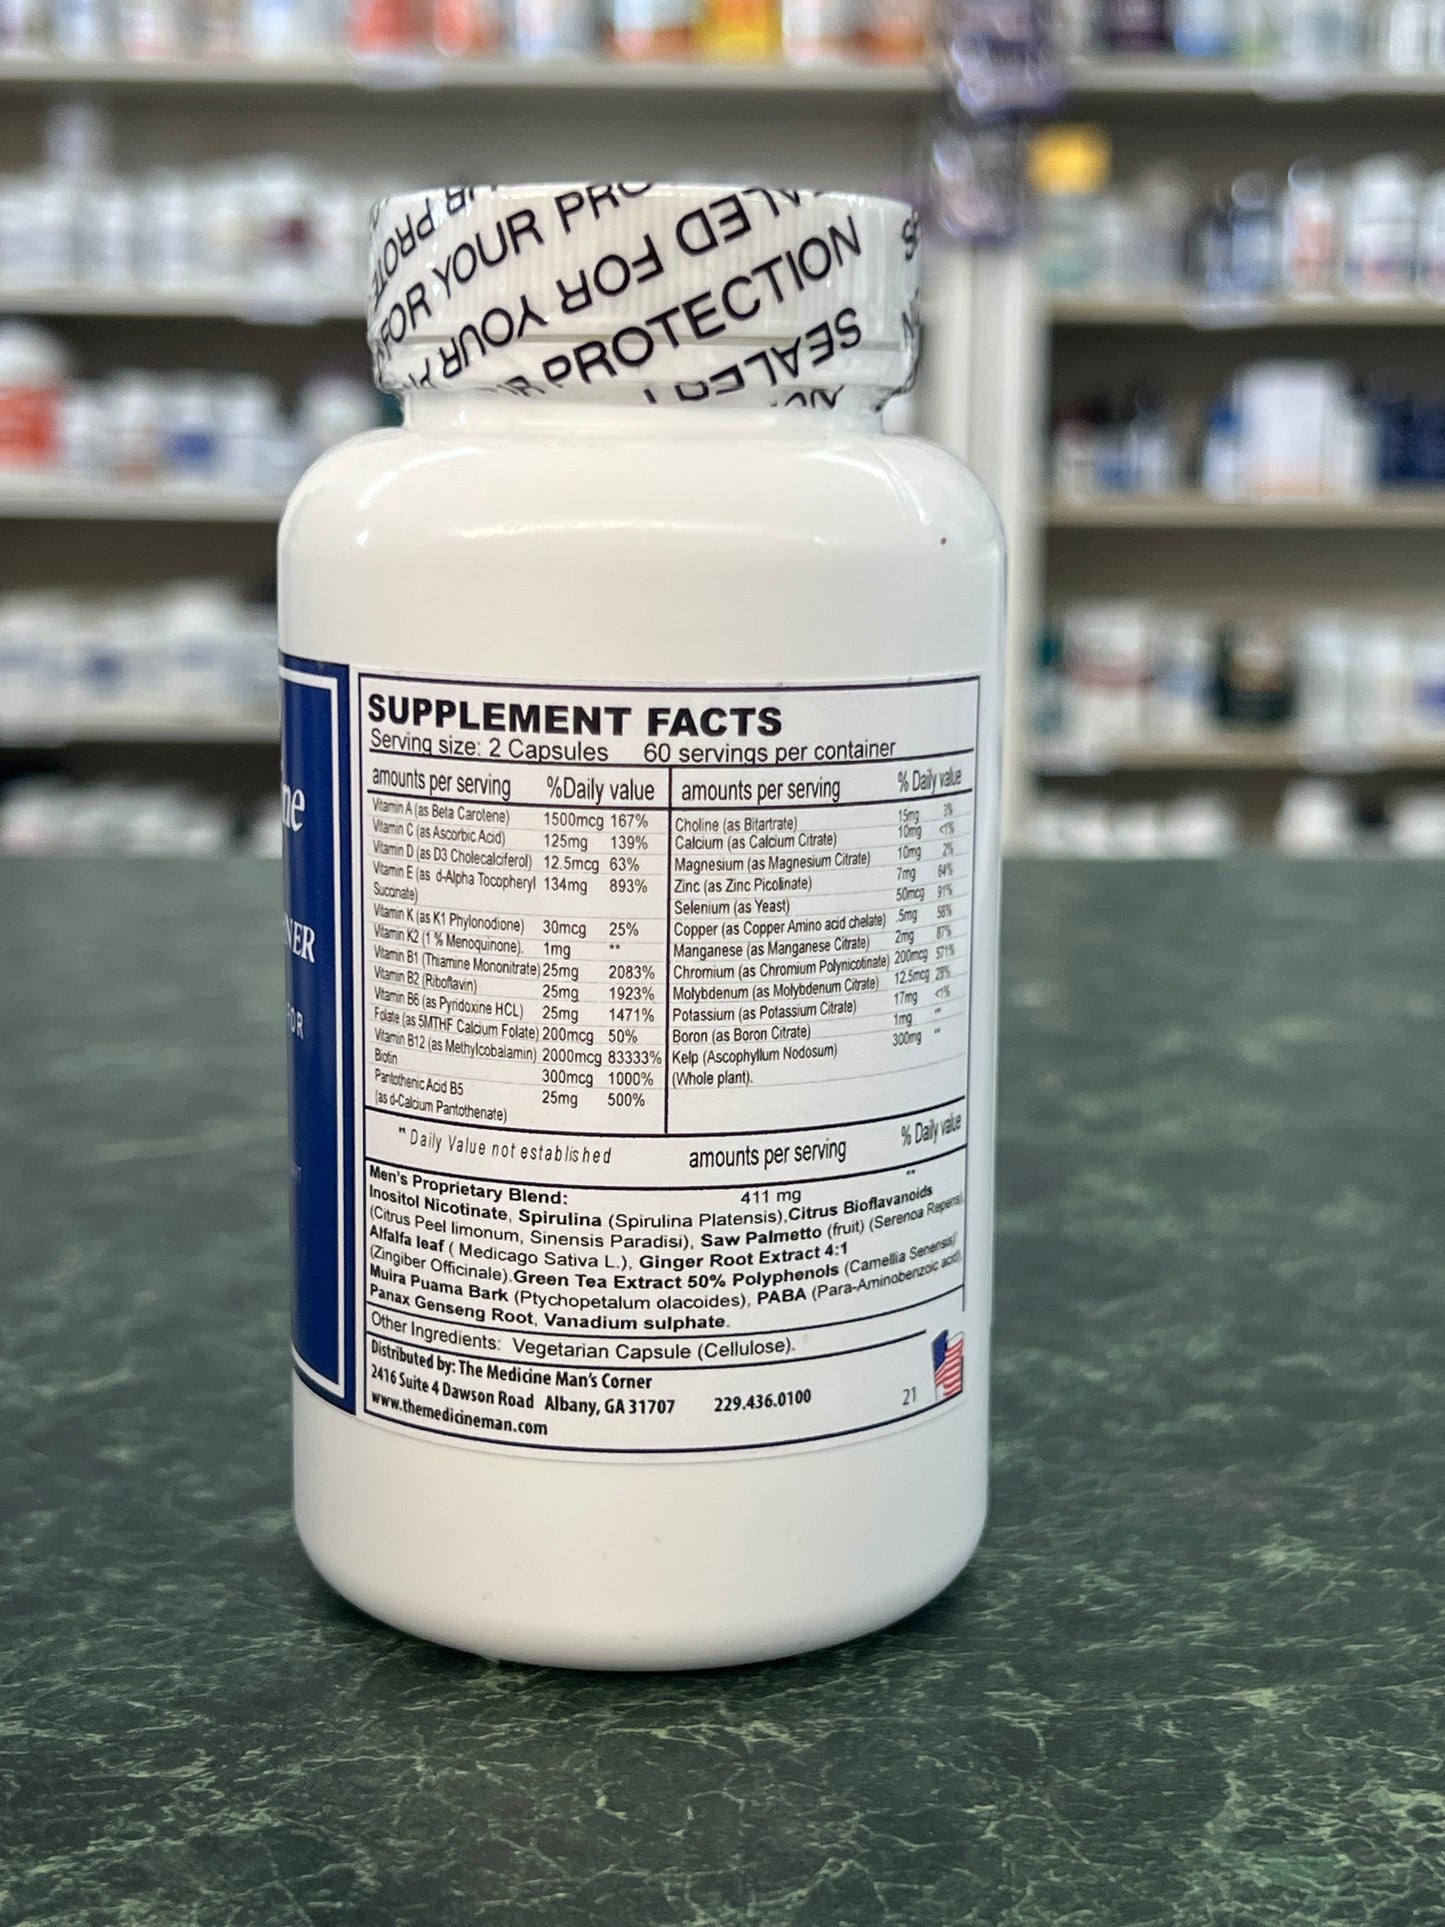 FOR YOUR PRO
YOUR FOR
PROTECTION
SEALED
ne
NER
SUPPLEMENT FACTS
Serving size: 2 Capsules 60 servings per container
amounts per serving %Daily value
Vitamin A (as Beta Carotene) 1500mcg 167%
Vitamin C (as Ascorbic Acid) 125mg 139%
Vitamin D (as D3 Cholecalciferol) 12.5mcg 63%
Vitamin E (as d-Alpha Tocopheryl 134mg 893%
Succinate)
Vitamin K (as K1 Phylonodione) 30mcg 25%
Vitamin K2 (1 % Menoquinone). 1mg **
Vitamin B1 (Thiamine Mononitrate) 25mg 2083%
Vitamin B2 (Riboflavin) 25mg 1923%
Vitamin B6 (as Pyridoxine HCL) 25mg 1471%
Folate (as 5MTHF Calcium Folate) 200mcg 50%
Vitamin B12 (as Methylcobalamin) 2000mcg 83333%
Biotin 300mcg 1000%
Pantothenic Acid B5 25mg 500%
(as d-Calcium Pantothenate)
amounts per serving % Daily value
Choline (as Bitartrate) 15mg 3%
Calcium (as Calcium Citrate) 10mg <1%
Magnesium (as Magnesium Citrate) 10mg 2%
Zinc (as Zinc Picolinate) 7mg 64%
Selenium (as Yeast) 50mcg 91%
Copper (as Copper Amino acid chelate) .5mg 56%
Manganese (as Manganese Citrate) 2mg 87%
Chromium (as Chromium Polynicotinate) 200mcg 571%
Molybdenum (as Molybdenum Citrate) 12.5mcg 28%
Potassium (as Potassium Citrate) 17mg <1%
Boron (as Boron Citrate) 1mg **
Kelp (Ascophyllum Nodosum) 300mg **
(Whole plant).
** Daily Value not established
amounts per serving % Daily value
Men's Proprietary Blend: 411 mg **
Inositol Nicotinate, Spirulina (Spirulina Platensis),Citrus Bioflavanoids
(Citrus Peel limonum, Sinensis Paradisi), Saw Palmetto (fruit) (Serenoa Repens),
Alfalfa leaf ( Medicago Sativa L.), Ginger Root Extract 4:1
(Zingiber Officinale).Green Tea Extract 50% Polyphenols (Camellia Senensis)
Muira Puama Bark (Ptychopetalum olacoides), PABA (Para-Aminobenzoic acid),
Panax Genseng Root, Vanadium sulphate.
Other Ingredients: Vegetarian Capsule (Cellulose).
Distributed by: The Medicine Man's Corner
2416 Suite 4 Dawson Road Albany, GA 31707 229.436.0100
www.themedicineman.com
21